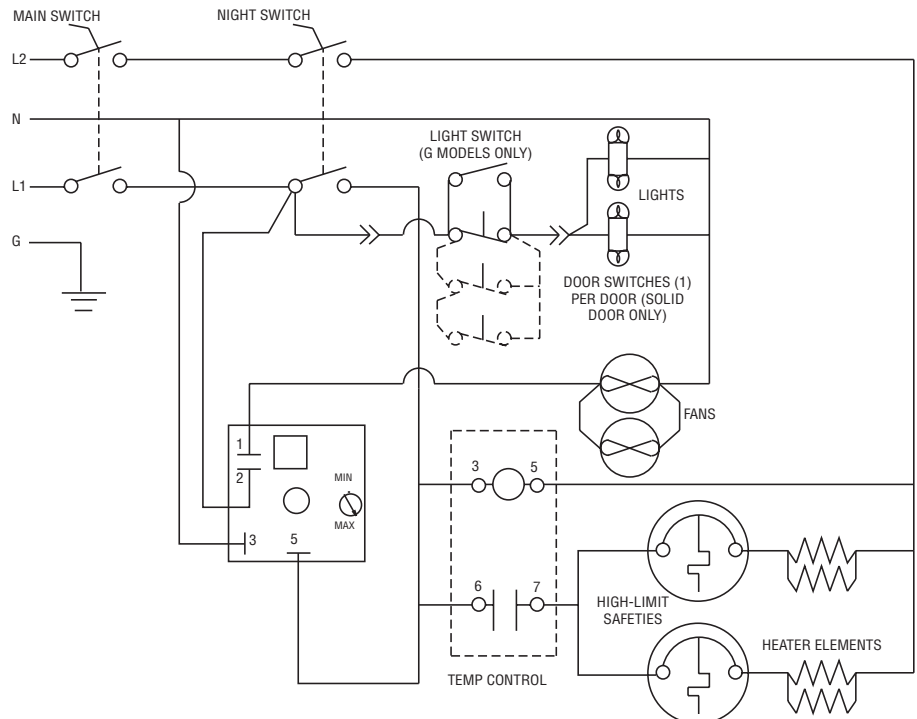 MAIN SWITCH
NIGHT SWITCH
L2
N
LIGHT SWITCH
(G MODELS ONLY)
L1
LIGHTS
G
DOOR SWITCHES (1)
PER DOOR (SOLID
DOOR ONLY)
FANS
1
2
MIN
MAX
3
5
3
5
6
7
HIGH-LIMIT
SAFETIES
HEATER ELEMENTS
TEMP CONTROL